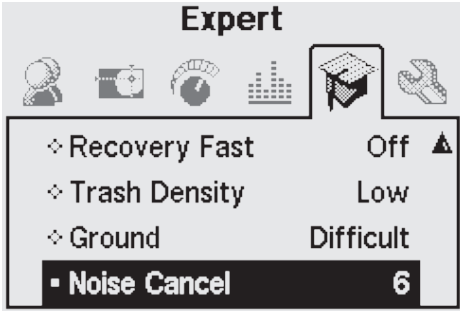 Expert
Recovery Fast Off
Trash Density Low
Ground Difficult
Noise Cancel 6